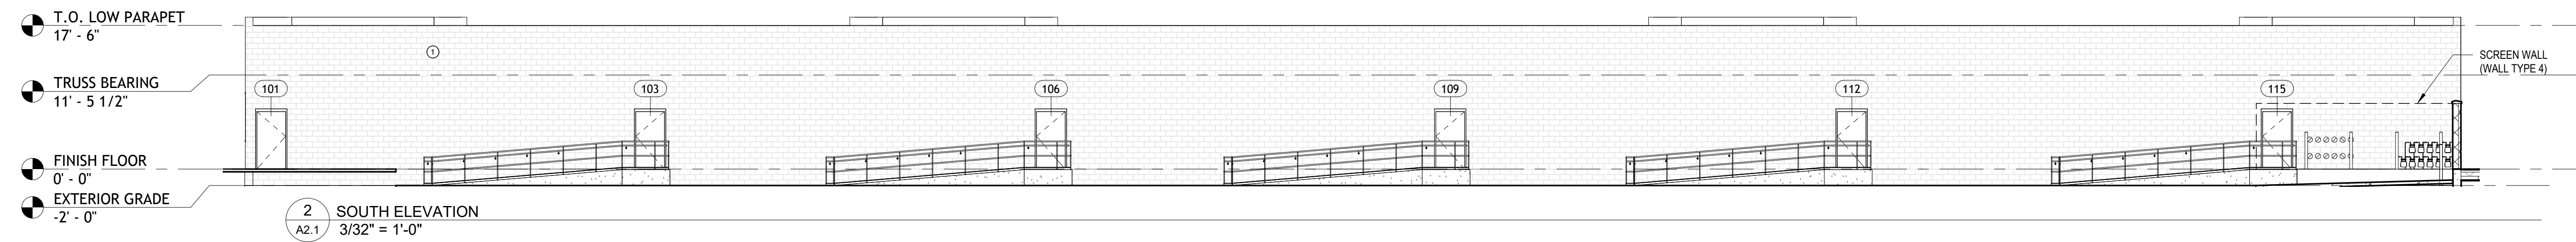 T.O. LOW PARAPET
17' - 6"
1
SCREEN WALL
(WALL TYPE 4)
TRUSS BEARING
11' - 5 1/2"
101
103
106
109
112
115
FINISH FLOOR
0' - 0"
EXTERIOR GRADE
-2' - 0"
2
A2.1
SOUTH ELEVATION
3/32" = 1'-0"